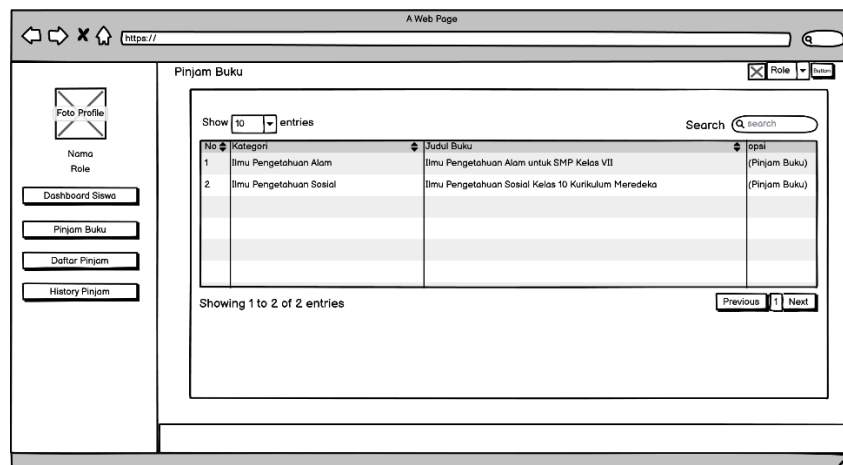 A Web Page
https://
Pinjam Buku
Role
Button
Foto Profile
Nama
Role
Dashboard Siswa
Pinjam Buku
Daftar Pinjam
History Pinjam
Show 10 entries
Search search
No Kategori Judul Buku opsi
1 Ilmu Pengetahuan Alam Ilmu Pengetahuan Alam untuk SMP Kelas VII (Pinjam Buku)
2 Ilmu Pengetahuan Sosial Ilmu Pengetahuan Sosial Kelas 10 Kurikulum Meredeka (Pinjam Buku)
Showing 1 to 2 of 2 entries
Previous 1 Next